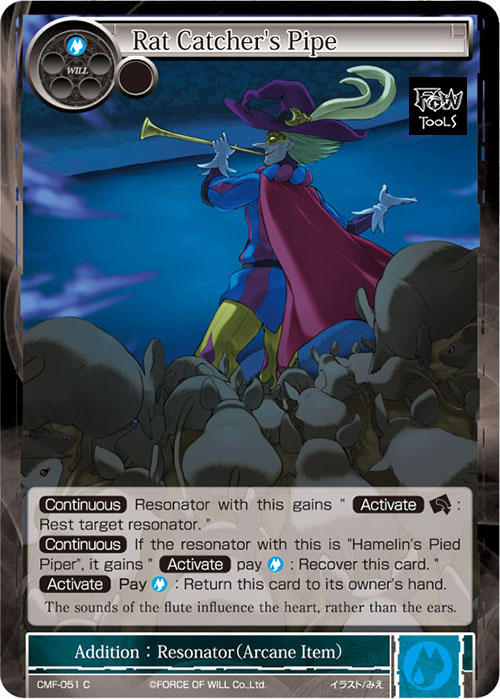 Rat Catcher's Pipe
WILL
FoW
TOOLS
Continuous Resonator with this gains " Activate :
Rest target resonator. "
Continuous If the resonator with this is "Hamelin's Pied
Piper", it gains " Activate pay : Recover this card. "
Activate Pay : Return this card to its owner's hand.
The sounds of the flute influence the heart, rather than the ears.
Addition : Resonator(Arcane Item)
CMF-051 C ©FORCE OF WILL Co.,Ltd. イラスト/みえ